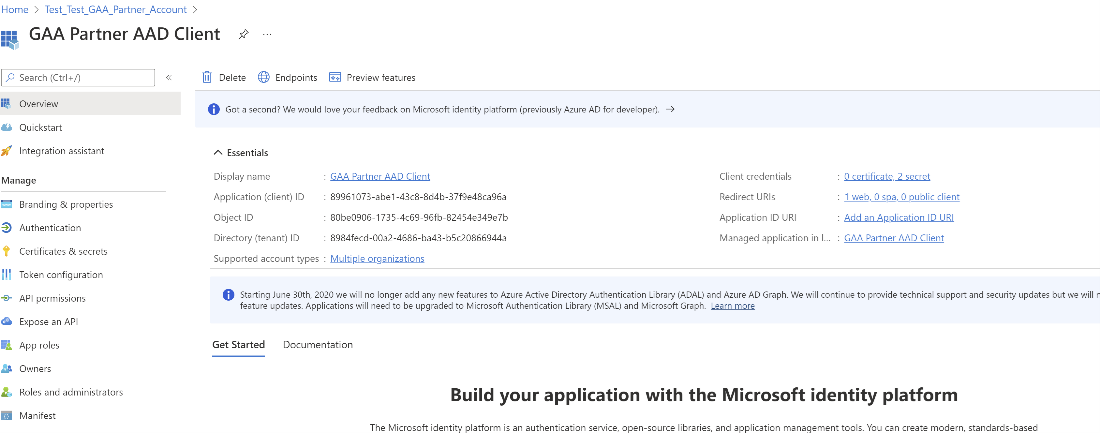 Home > Test_Test_GAA_Partner_Account >
GAA Partner AAD Client ...
Search (Ctrl+/) «
Delete Endpoints Preview features
Overview
Quickstart
Integration assistant
Manage
Branding & properties
Authentication
Certificates & secrets
Token configuration
API permissions
Expose an API
App roles
Owners
Roles and administrators
Manifest
Got a second? We would love your feedback on Microsoft identity platform (previously Azure AD for developer). →
Essentials
Display name : GAA Partner AAD Client
Application (client) ID : 89961073-abe1-43c8-8d4b-37f9e48ca96a
Object ID : 80be0906-1735-4c69-96fb-82454e349e7b
Directory (tenant) ID : 8984fecd-00a2-4686-ba43-b5c20866944a
Supported account types : Multiple organizations
Client credentials : 0 certificate, 2 secret
Redirect URIs : 1 web, 0 spa, 0 public client
Application ID URI : Add an Application ID URI
Managed application in l... : GAA Partner AAD Client
Starting June 30th, 2020 we will no longer add any new features to Azure Active Directory Authentication Library (ADAL) and Azure AD Graph. We will continue to provide technical support and security updates but we will n
feature updates. Applications will need to be upgraded to Microsoft Authentication Library (MSAL) and Microsoft Graph. Learn more
Get Started Documentation
Build your application with the Microsoft identity platform
The Microsoft identity platform is an authentication service, open-source libraries, and application management tools. You can create modern, standards-based